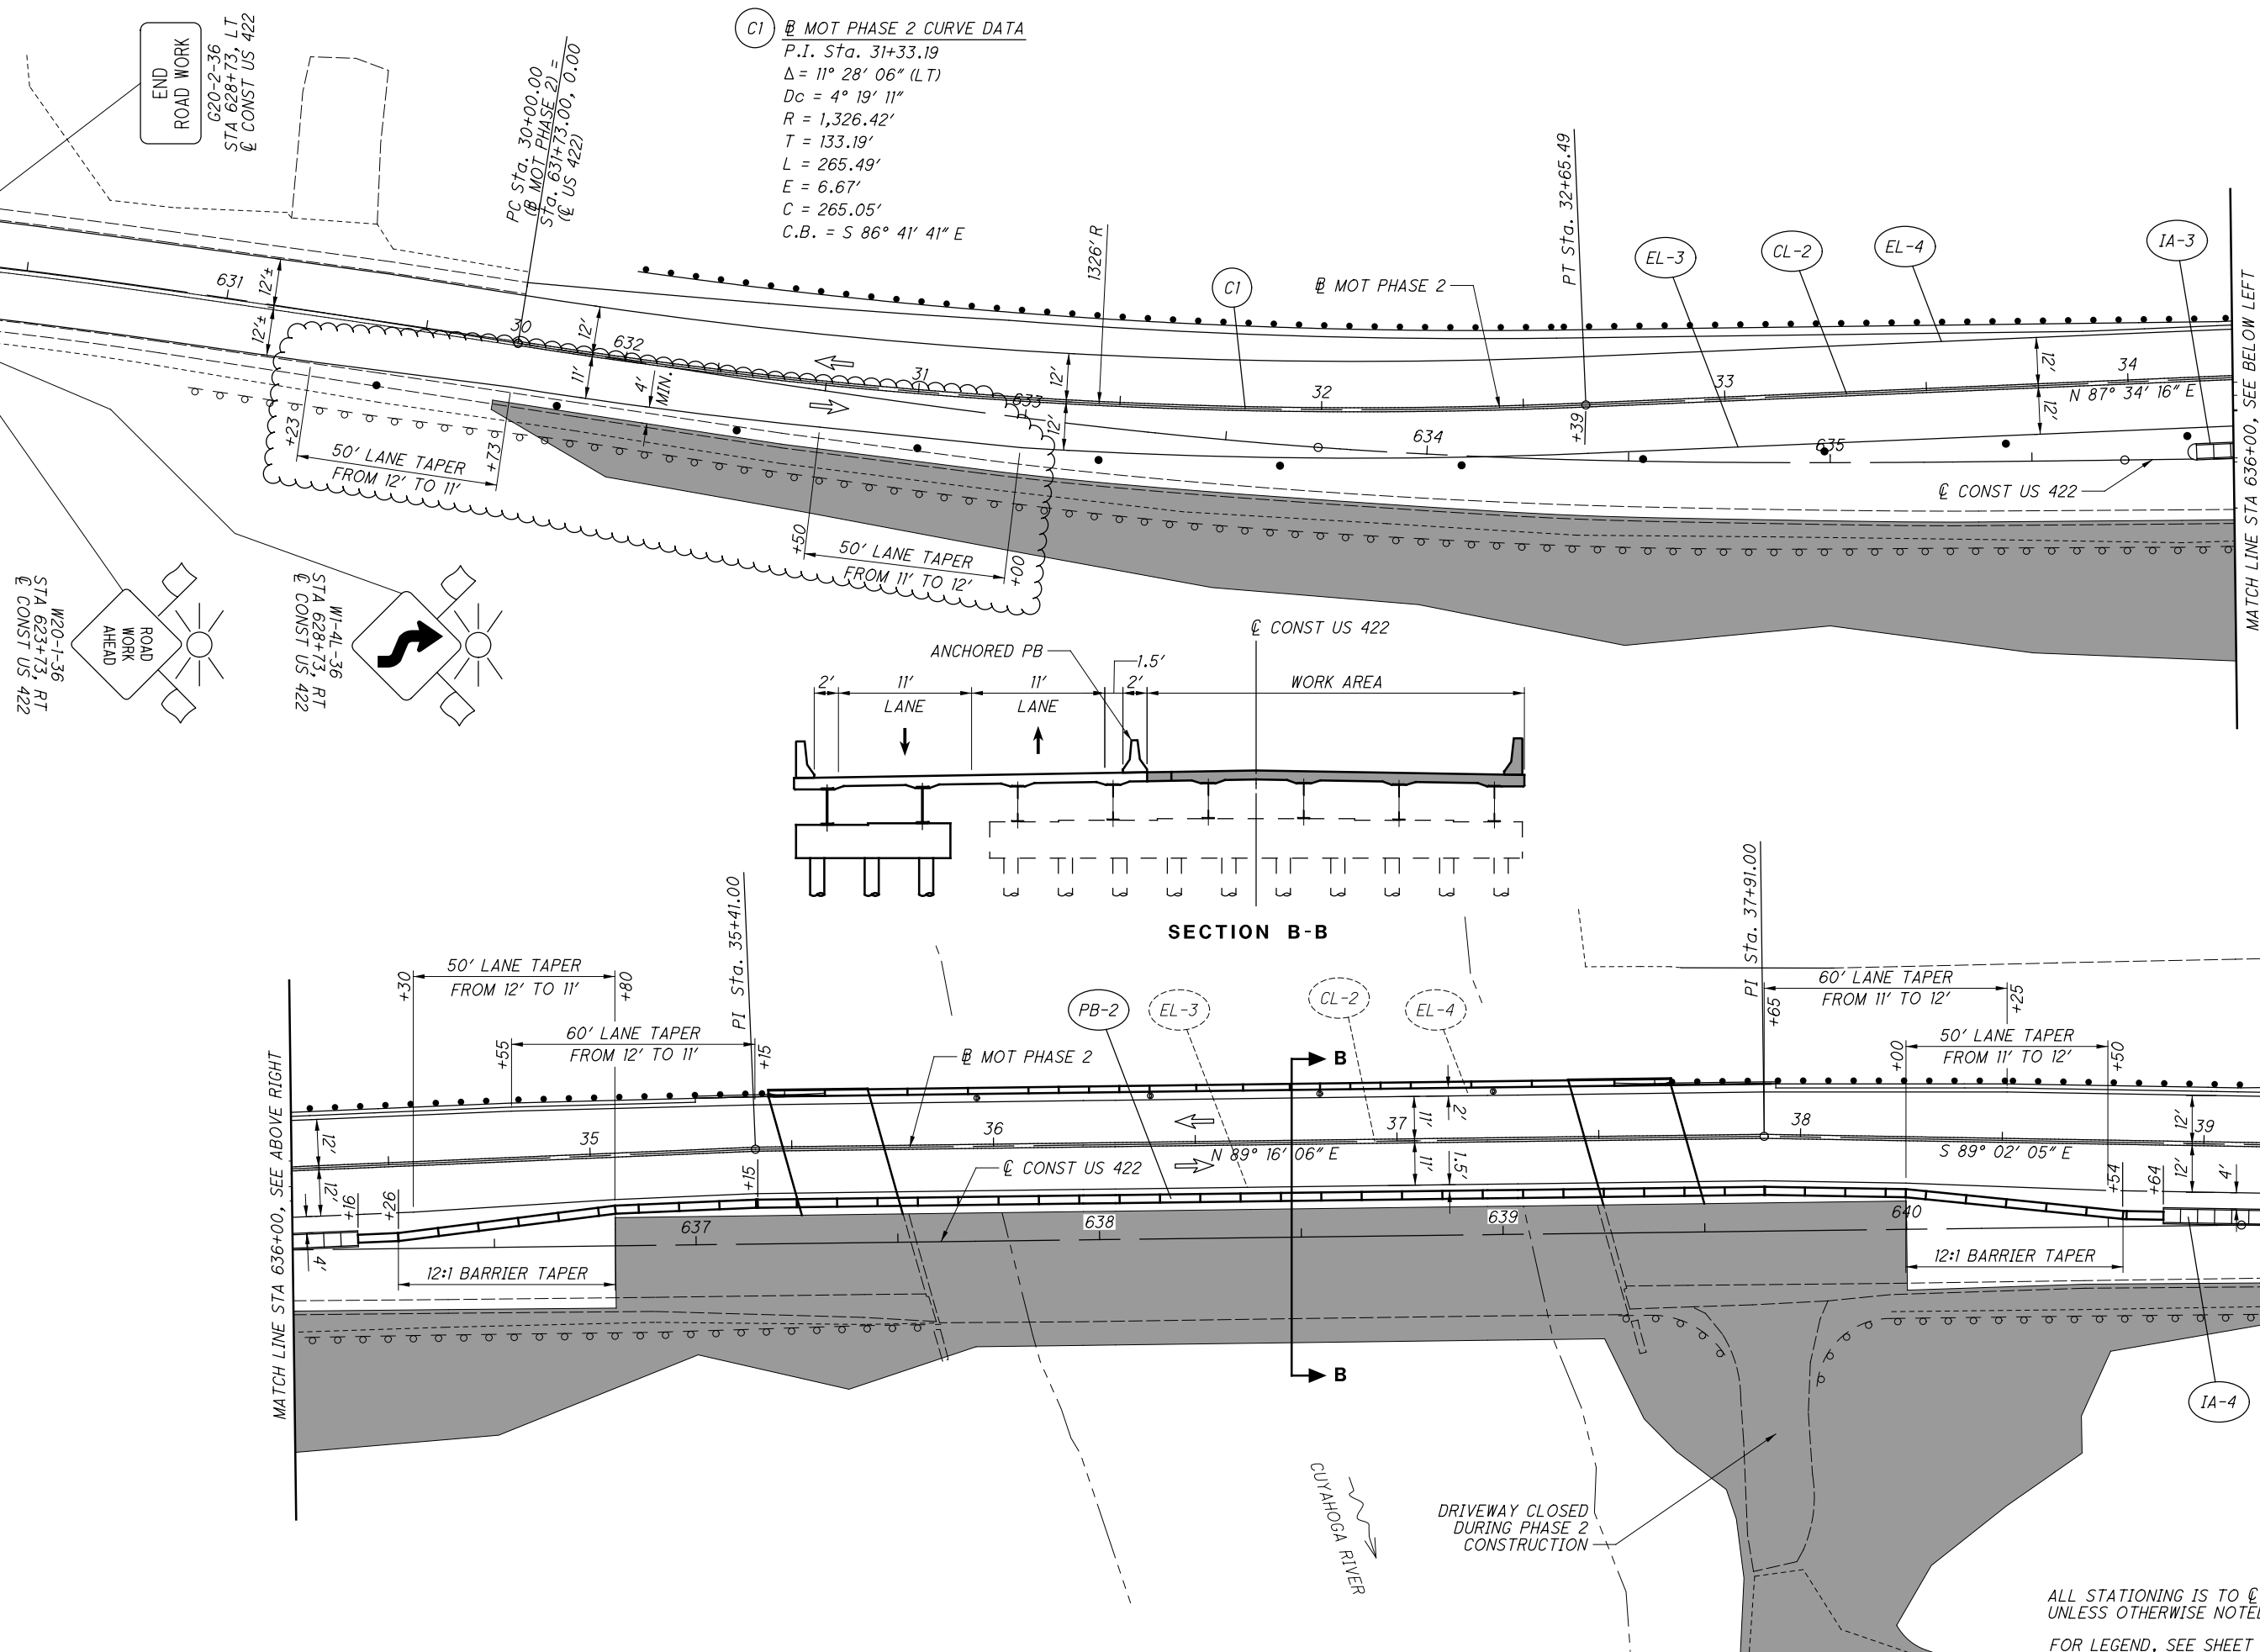 END
ROAD WORK
G20-2-36
STA 628+73, LT
℄ CONST US 422
PC Sta. 30+00.00
(℔ MOT PHASE 2) =
Sta. 631+73.00, 0.00
(℄ US 422)
C1
MOT PHASE 2 CURVE DATA
P.I. Sta. 31+33.19
Δ = 11° 28' 06" (LT)
Dc = 4° 19' 11"
R = 1,326.42'
T = 133.19'
L = 265.49'
E = 6.67'
C = 265.05'
C.B. = S 86° 41' 41" E
1326' R
PT Sta. 32+65.49
C1
MOT PHASE 2
EL-3
CL-2
EL-4
IA-3
MATCH LINE STA 636+00, SEE BELOW LEFT
631
12'±
12'±
30
12'
11'
632
4'
MIN.
31
12'
12'
633
32
+39
634
33
635
34
12'
12'
N 87° 34' 16" E
℄ CONST US 422
+23
50' LANE TAPER
FROM 12' TO 11'
+73
+50
50' LANE TAPER
FROM 11' TO 12'
+00
W20-1-36
STA 623+73, RT
℄ CONST US 422
ROAD
WORK
AHEAD
W1-4L-36
STA 628+73, RT
℄ CONST US 422
℄ CONST US 422
ANCHORED PB
1.5'
2'
11'
LANE
11'
LANE
2'
WORK AREA
SECTION B-B
MATCH LINE STA 636+00, SEE ABOVE RIGHT
+30
50' LANE TAPER
FROM 12' TO 11'
+80
+55
60' LANE TAPER
FROM 12' TO 11'
+15
PI Sta. 35+41.00
MOT PHASE 2
PB-2
EL-3
CL-2
EL-4
B
PI Sta. 37+91.00
+65
60' LANE TAPER
FROM 11' TO 12'
+25
+00
50' LANE TAPER
FROM 11' TO 12'
+50
12'
12'
35
36
37
38
39
11'
11'
2'
1.5'
N 89° 16' 06" E
S 89° 02' 05" E
12'
12'
4'
℄ CONST US 422
+15
+16
+26
4'
12:1 BARRIER TAPER
637
638
639
640
+54
+64
12:1 BARRIER TAPER
B
IA-4
CUYAHOGA RIVER
DRIVEWAY CLOSED
DURING PHASE 2
CONSTRUCTION
ALL STATIONING IS TO ℄
UNLESS OTHERWISE NOTE
FOR LEGEND, SEE SHEET